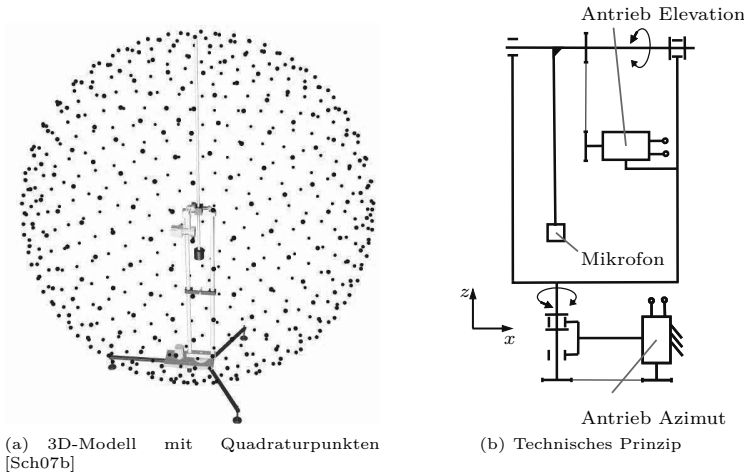 Antrieb Elevation
Mikrofon
z
x
Antrieb Azimut
(a) 3D-Modell mit Quadraturpunkten
[Sch07b]
(b) Technisches Prinzip